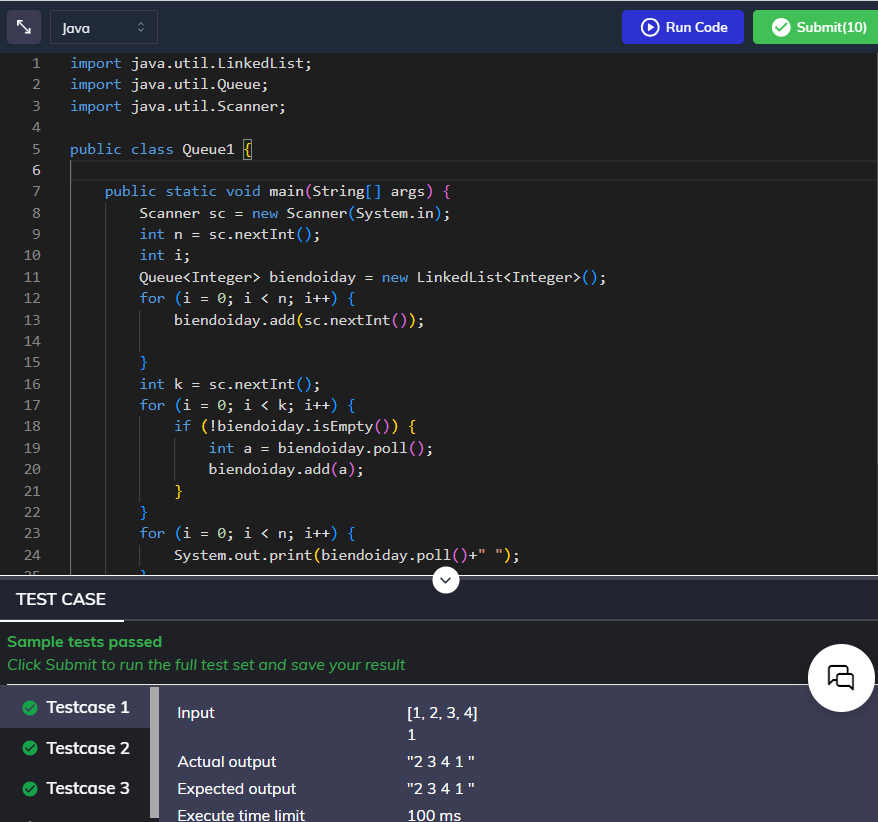 Java
Run Code
Submit(10)
1 import java.util.LinkedList;
2 import java.util.Queue;
3 import java.util.Scanner;
4
5 public class Queue1 {
6
7 public static void main(String[] args) {
8 Scanner sc = new Scanner(System.in);
9 int n = sc.nextInt();
10 int i;
11 Queue<Integer> biendoiday = new LinkedList<Integer>();
12 for (i = 0; i < n; i++) {
13 biendoiday.add(sc.nextInt());
14
15 }
16 int k = sc.nextInt();
17 for (i = 0; i < k; i++) {
18 if (!biendoiday.isEmpty()) {
19 int a = biendoiday.poll();
20 biendoiday.add(a);
21 }
22 }
23 for (i = 0; i < n; i++) {
24 System.out.print(biendoiday.poll()+" ");
25 }
TEST CASE
Sample tests passed
Click Submit to run the full test set and save your result
Testcase 1
Testcase 2
Testcase 3
Input [1, 2, 3, 4]
1
Actual output "2 3 4 1 "
Expected output "2 3 4 1 "
Execute time limit 100 ms